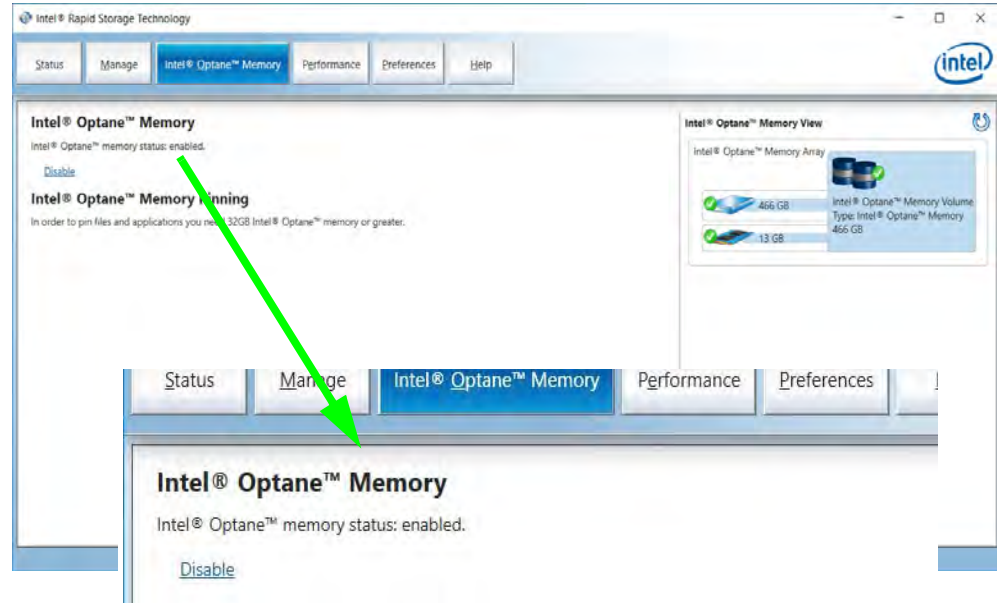 Intel® Rapid Storage Technology
Status Manage Intel® Optane™ Memory Performance Preferences Help
intel
Intel® Optane™ Memory
Intel® Optane™ memory status: enabled.
Disable
Intel® Optane™ Memory Pinning
In order to pin files and applications you need 32GB Intel® Optane™ memory or greater.
Intel® Optane™ Memory View
Intel® Optane™ Memory Array
466 GB
13 GB
Intel® Optane™ Memory Volume
Type: Intel® Optane™ Memory
466 GB
Status Manage Intel® Optane™ Memory Performance Preferences
Intel® Optane™ Memory
Intel® Optane™ memory status: enabled.
Disable